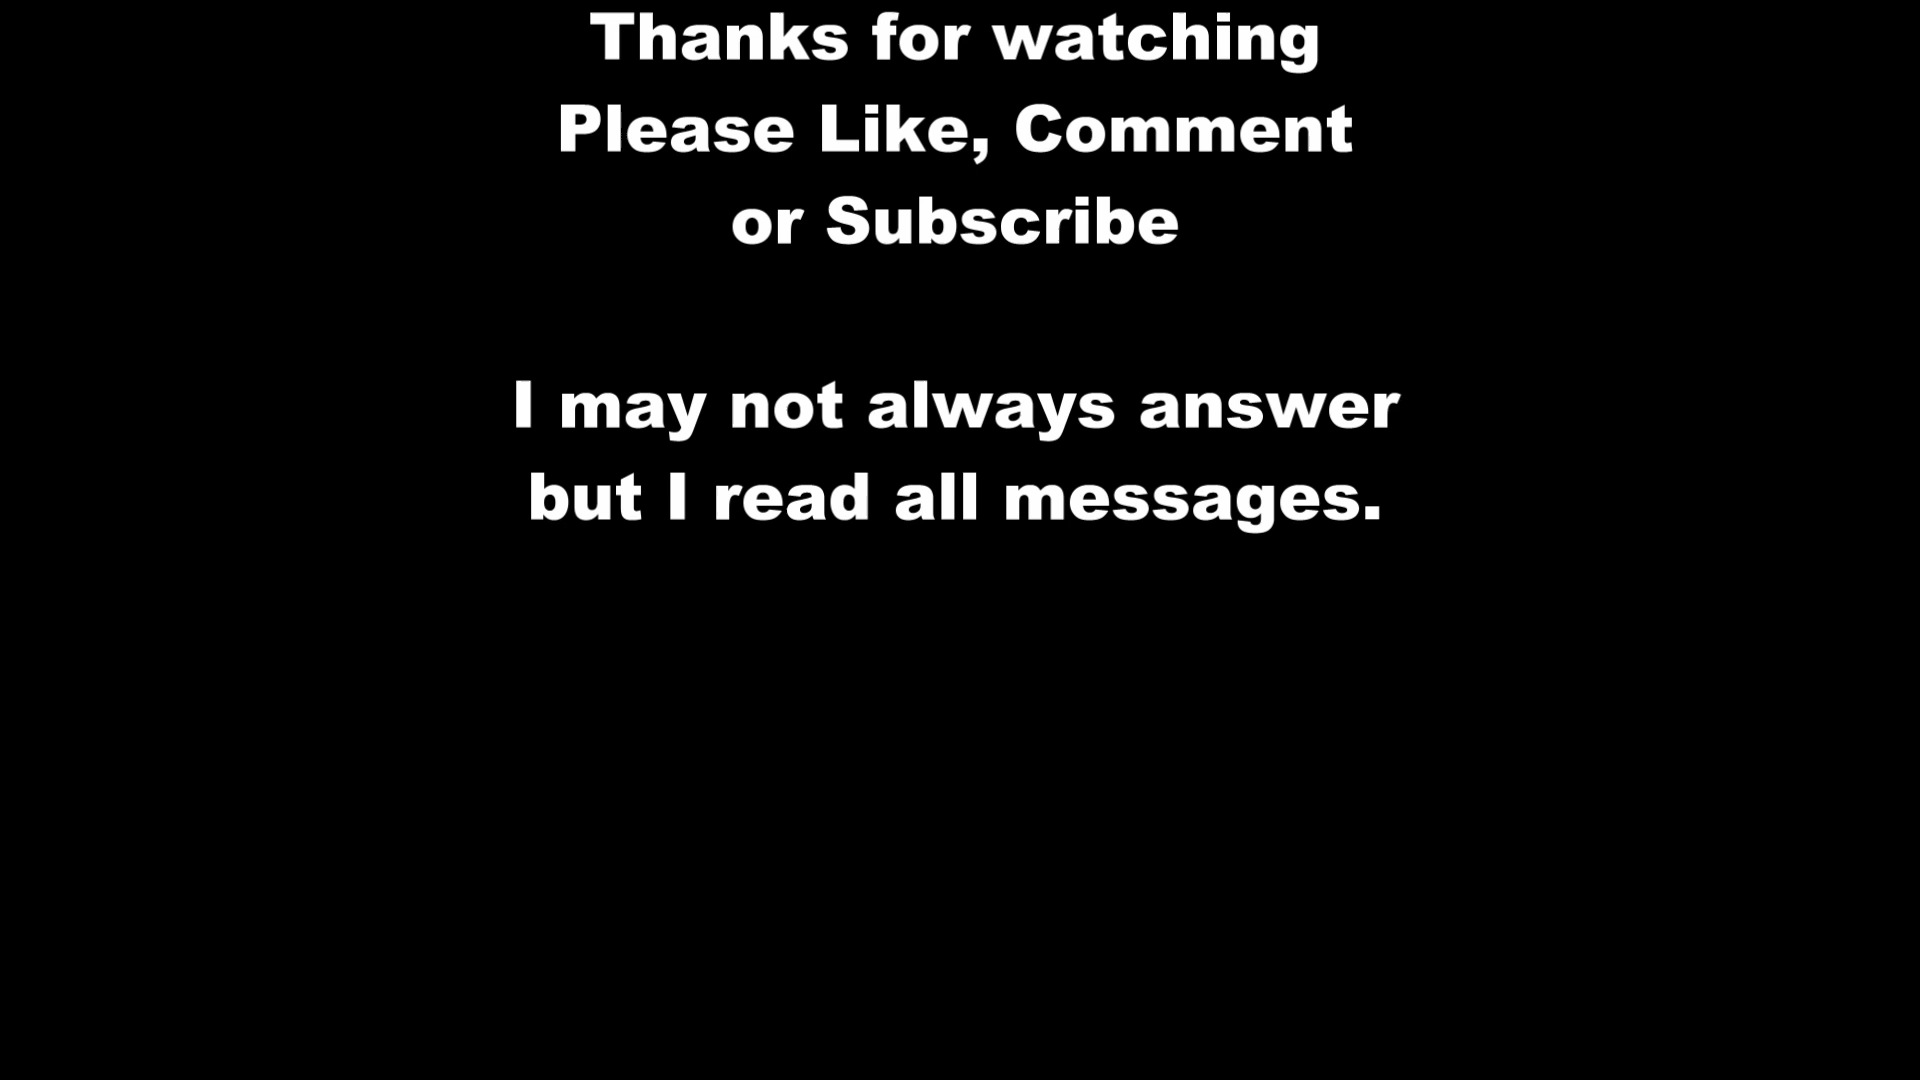 Thanks for watching
Please Like, Comment
or Subscribe
I may not always answer
but I read all messages.